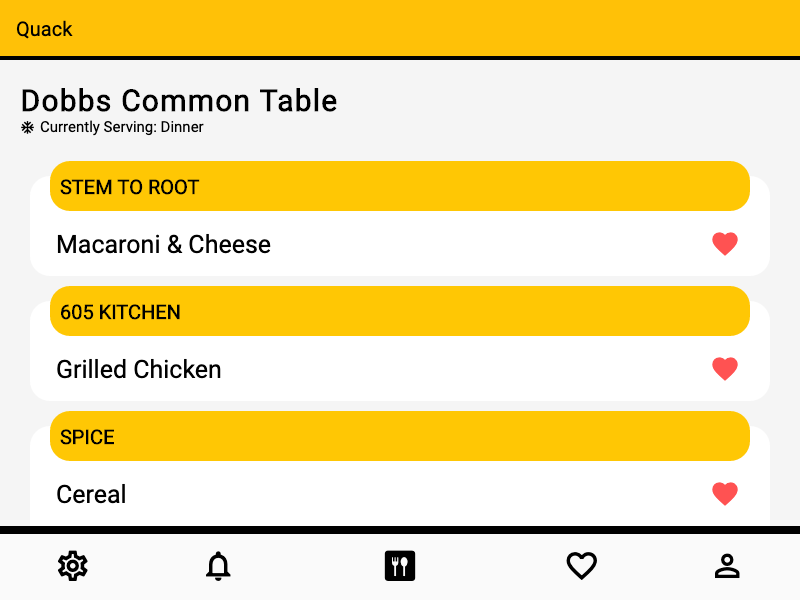 Quack
Dobbs Common Table
Currently Serving: Dinner
STEM TO ROOT
Macaroni & Cheese
605 KITCHEN
Grilled Chicken
SPICE
Cereal